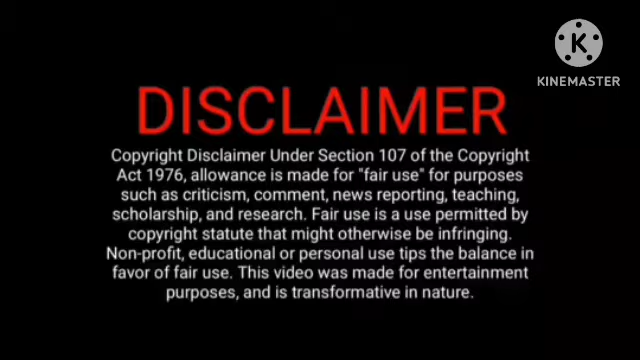 KINEMASTER
DISCLAIMER
Copyright Disclaimer Under Section 107 of the Copyright
Act 1976, allowance is made for "fair use" for purposes
such as criticism, comment, news reporting, teaching,
scholarship, and research. Fair use is a use permitted by
copyright statute that might otherwise be infringing.
Non-profit, educational or personal use tips the balance in
favor of fair use. This video was made for entertainment
purposes, and is transformative in nature.